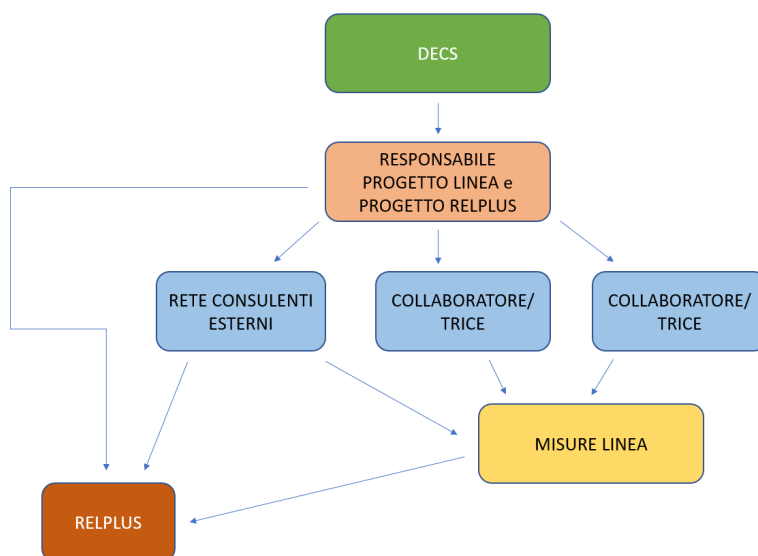 DECS
RESPONSABILE
PROGETTO LINEA e
PROGETTO RELPLUS
RETE CONSULENTI
ESTERNI
COLLABORATORE/
TRICE
COLLABORATORE/
TRICE
MISURE LINEA
RELPLUS